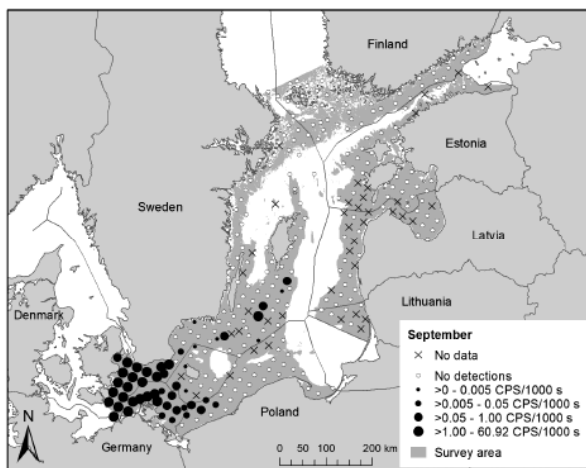 Finland
Estonia
Sweden
Latvia
Denmark
Lithuania
September
No data
No detections
>0 - 0.005 CPS/1000 s
>0.005 - 0.05 CPS/1000 s
>0.05 - 1.00 CPS/1000 s
>1.00 - 60.92 CPS/1000 s
Survey area
N
Poland
Germany
0 50 100 200 km